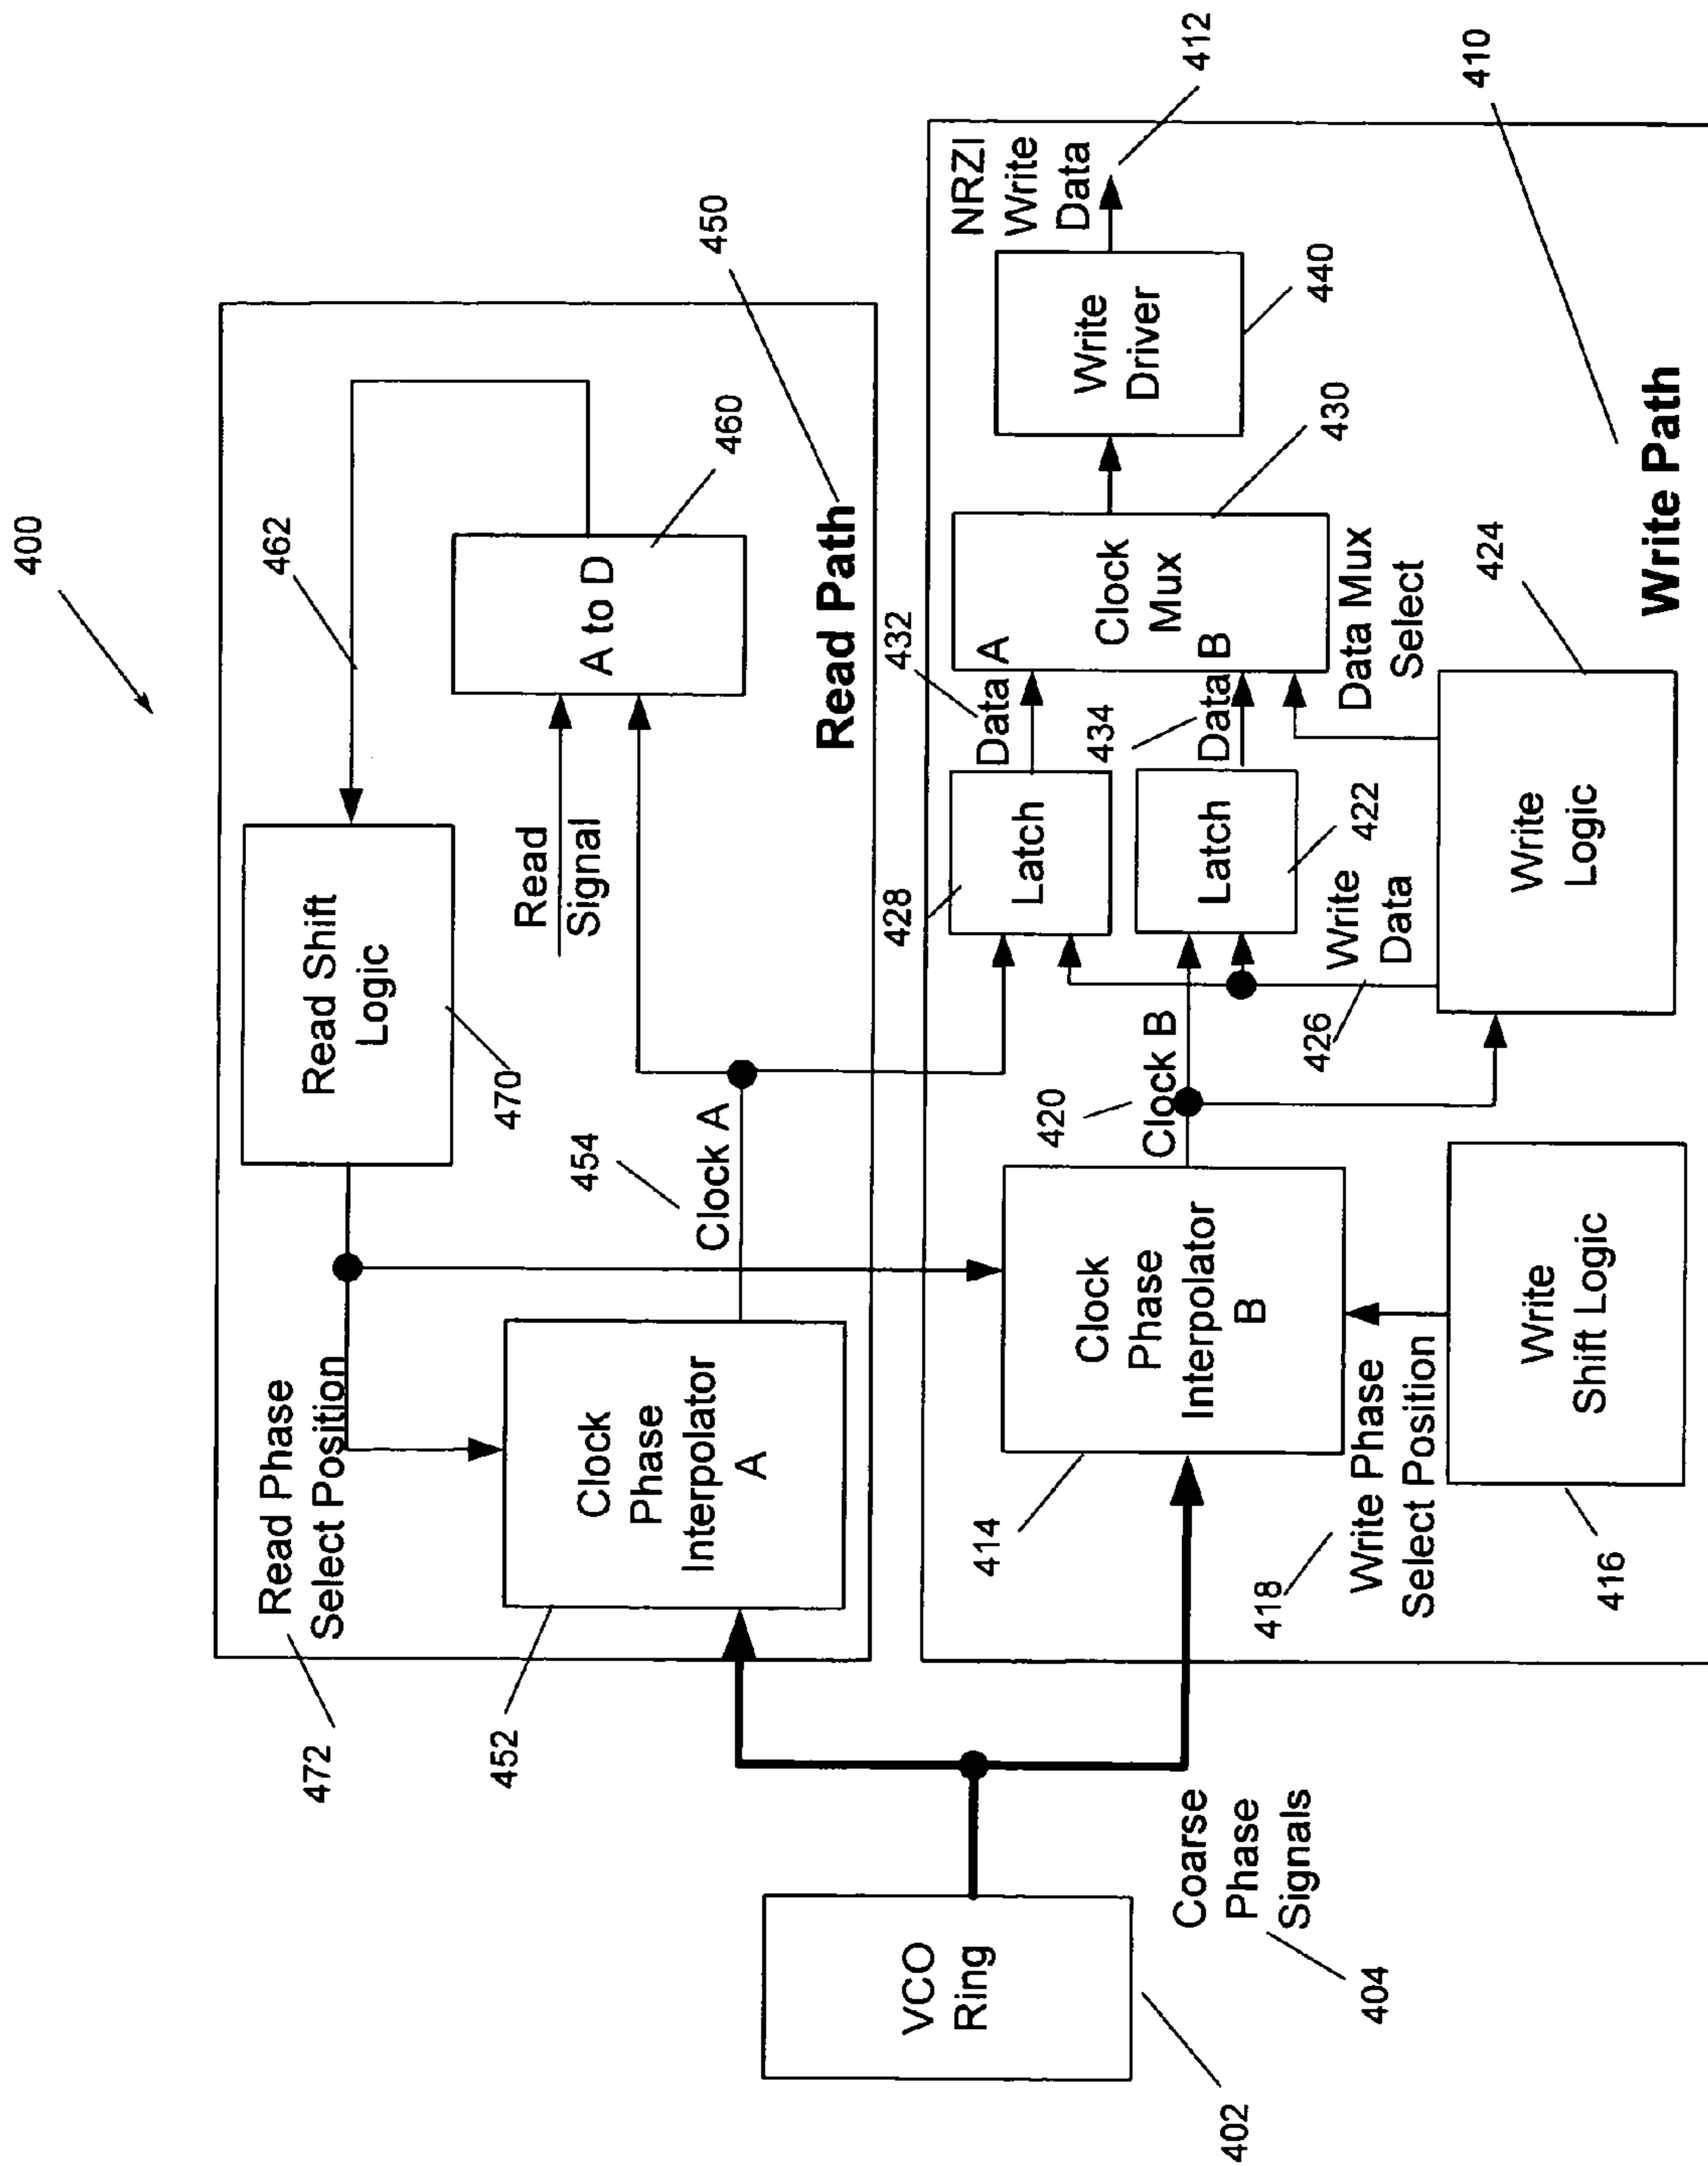 400
Read Phase
Select Position
472
Read Shift
Logic
470
462
Clock
Phase
Interpolator
A
452
454
Clock A
Read
Signal
A to D
460
450
Read Path
VCO
Ring
402
Coarse
Phase
Signals
404
Clock
Phase
Interpolator
B
414
418
Write Phase
Select Position
Write
Shift Logic
416
420
Clock B
428
Latch
Latch
422
426
Write
Data
432
Data
A
434
Data
B
Clock
Mux
430
Data Mux
Select
Write
Logic
424
Write
Driver
440
NRZI
Write
Data
412
410
Write Path